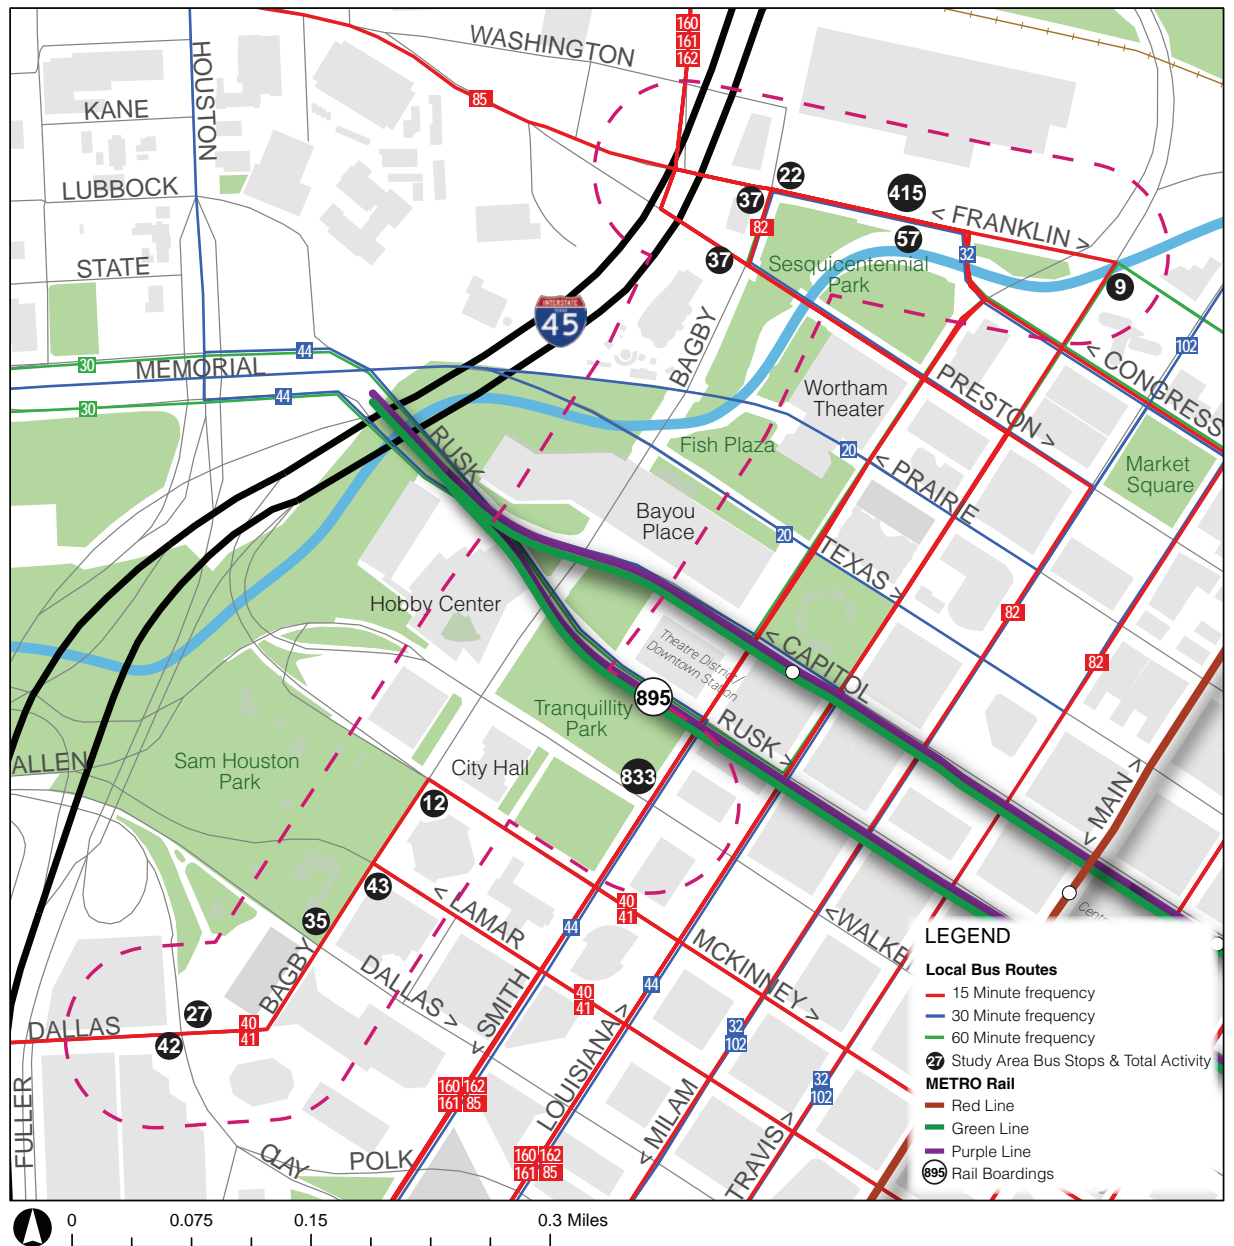 160
161
162
WASHINGTON
HOUSTON
85
KANE
LUBBOCK
STATE
22
37
415
< FRANKLIN >
82
57
32
37
Sesquicentennial
Park
9
INTERSTATE
45
BAGBY
102
44
30
MEMORIAL
< CONGRESS
PRESTON >
Wortham
Theater
44
30
RUSK
Fish Plaza
20
< PRAIRIE
Market
Square
Bayou
Place
20
TEXAS >
Hobby Center
82
Theatre District/
Downtown Station
< CAPITOL
82
895
Tranquillity
Park
RUSK >
ALLEN
Sam Houston
Park
City Hall
833
< MAIN >
12
43
35
< LAMAR
40
41
44
<WALKE
Cente
BAGBY
DALLAS >
MCKINNEY >
< SMITH
40
41
44
27
DALLAS
40
41
42
LOUISIANA >
32
102
32
102
FULLER
160 162
161 85
< MILAM
TRAVIS >
CLAY
POLK
160 162
161 85
LEGEND
Local Bus Routes
15 Minute frequency
30 Minute frequency
60 Minute frequency
27 Study Area Bus Stops & Total Activity
METRO Rail
Red Line
Green Line
Purple Line
895 Rail Boardings
0 0.075 0.15 0.3 Miles